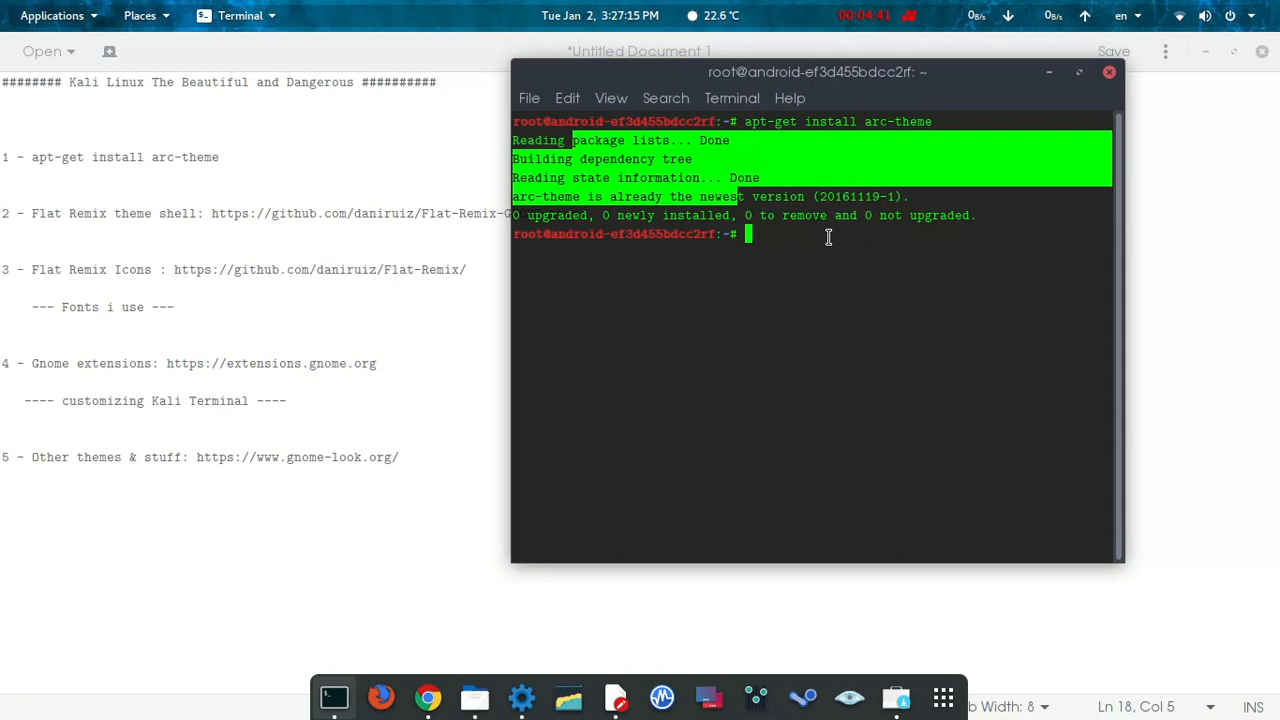 Applications Places Terminal Tue Jan 2, 3:27:15 PM 22.6 °C 00:04:41 0B/s 0B/s en
Open *Untitled Document 1 Save
######## Kali Linux The Beautiful and Dangerous ##########
1 - apt-get install arc-theme
2 - Flat Remix theme shell: https://github.com/daniruiz/Flat-Remix-G
3 - Flat Remix Icons : https://github.com/daniruiz/Flat-Remix/
--- Fonts i use ---
4 - Gnome extensions: https://extensions.gnome.org
---- customizing Kali Terminal ----
5 - Other themes & stuff: https://www.gnome-look.org/
root@android-ef3d455bdcc2rf: ~
File Edit View Search Terminal Help
root@android-ef3d455bdcc2rf:~# apt-get install arc-theme
Reading package lists... Done
Building dependency tree
Reading state information... Done
arc-theme is already the newest version (20161119-1).
0 upgraded, 0 newly installed, 0 to remove and 0 not upgraded.
root@android-ef3d455bdcc2rf:~#
b Width: 8 Ln 18, Col 5 INS